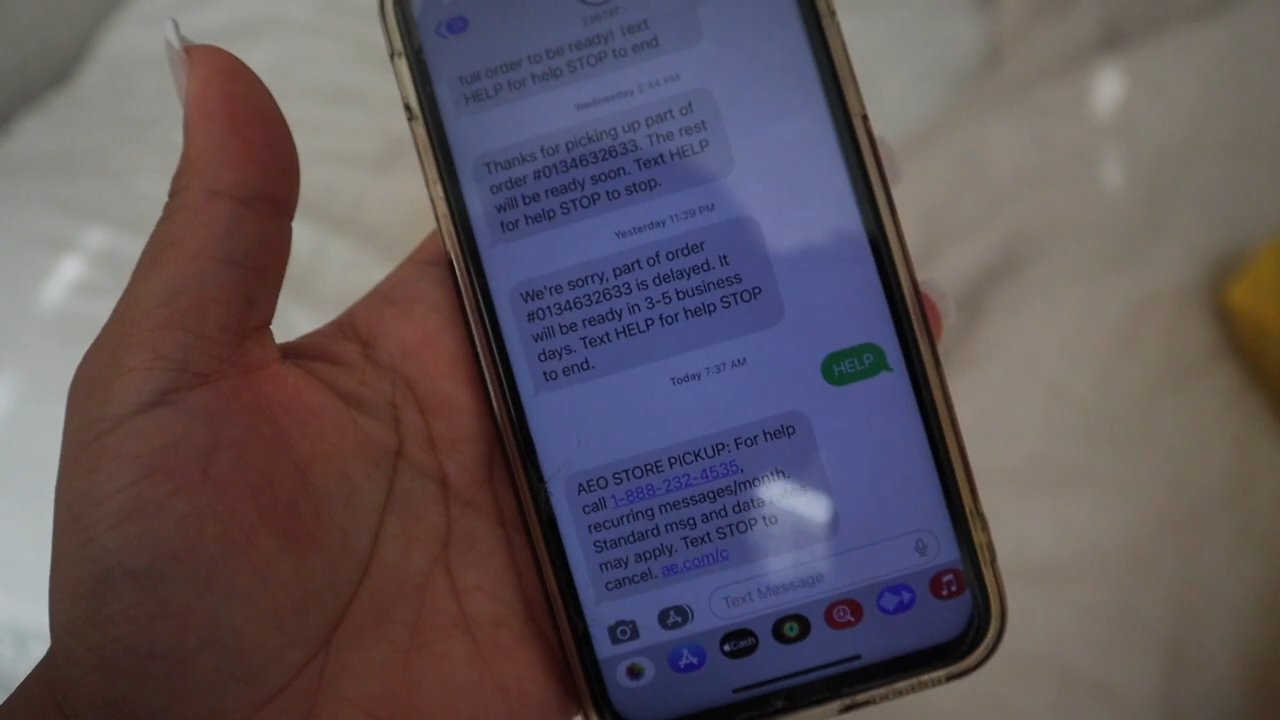 full order to be ready! Text
HELP for help STOP to end
Wednesday 2:44 PM
Thanks for picking up part of
order #0134632633. The rest
will be ready soon. Text HELP
for help STOP to stop.
Yesterday 11:29 PM
We're sorry, part of order
#0134632633 is delayed. It
will be ready in 3-5 business
days. Text HELP for help STOP
to end.
Today 7:37 AM
HELP
AEO STORE PICKUP: For help
call 1-888-232-4535,
recurring messages/month.
Standard msg and data rates
may apply. Text STOP to
cancel. ae.com/c
Text Message
Cash